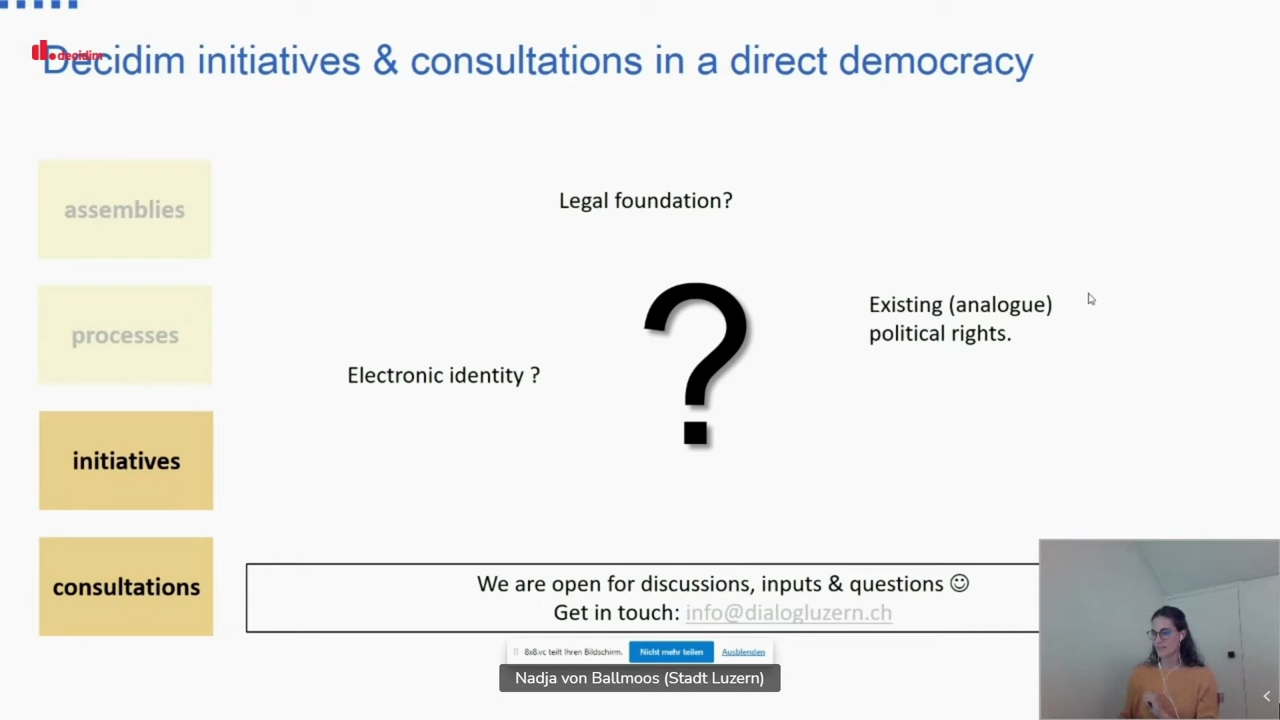 decidim
Decidim initiatives & consultations in a direct democracy
assemblies
Legal foundation?
processes
Existing (analogue)
political rights.
Electronic identity ?
initiatives
consultations
We are open for discussions, inputs & questions ☺
Get in touch: info@dialogluzern.ch
8x8.vc teilt Ihren Bildschirm.
Nicht mehr teilen
Ausblenden
Nadja von Ballmoos (Stadt Luzern)